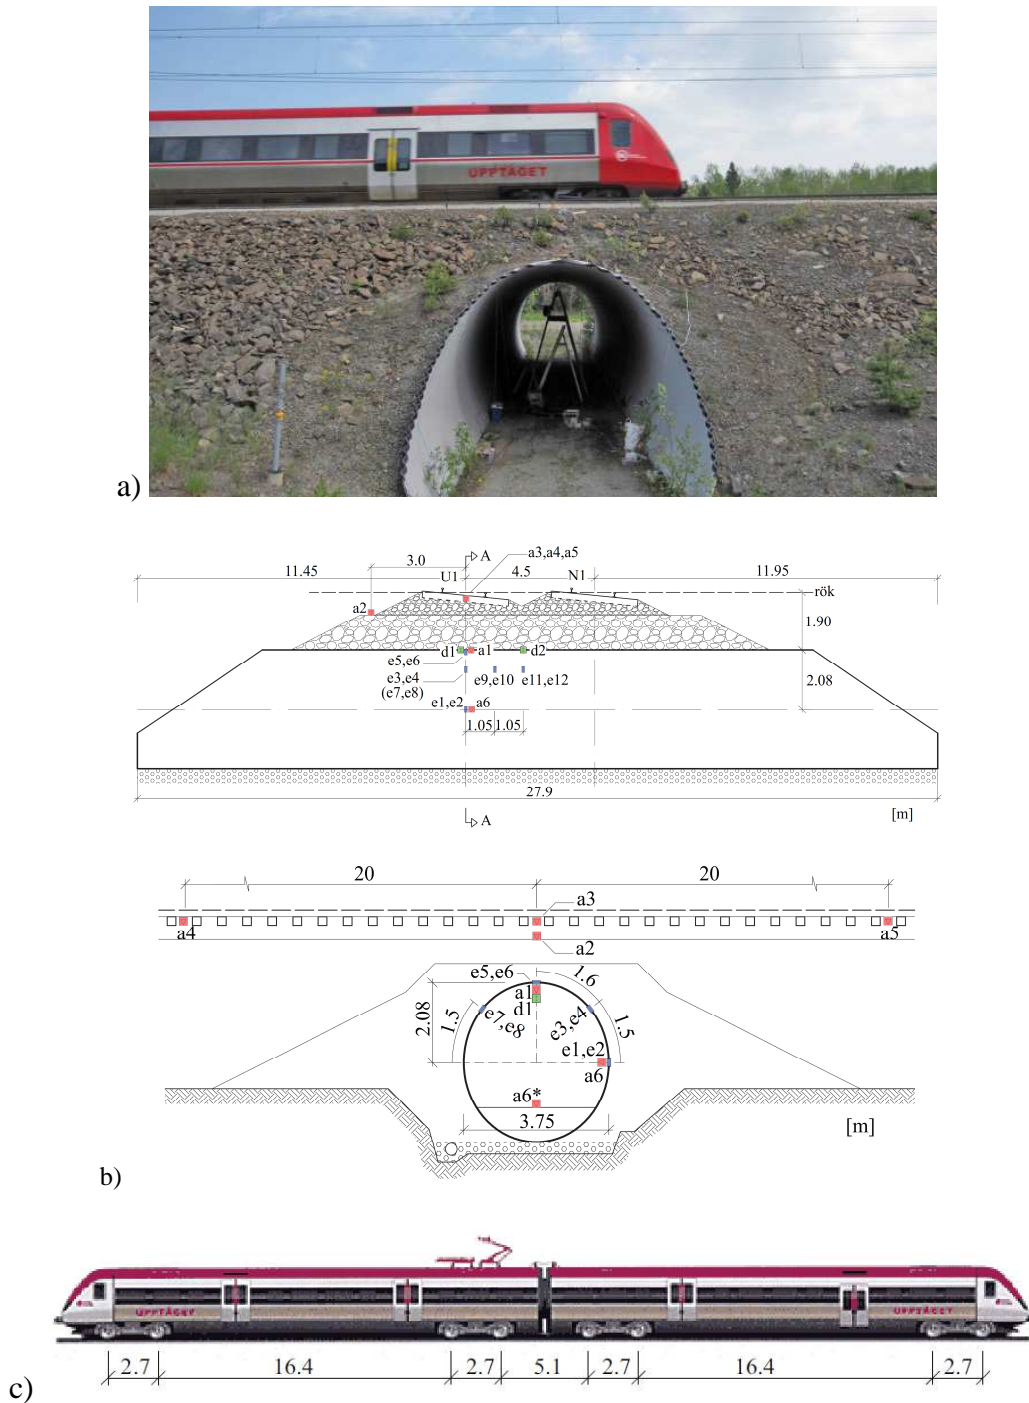 UPPTÅGET
a)
A
a3,a4,a5
3.0
11.45
U1
4.5
N1
11.95
rök
a2
1.90
d1
a1
d2
e5,e6
e3,e4
e9,e10
e11,e12
(e7,e8)
2.08
e1,e2
a6
1.05
1.05
27.9
A
[m]
20
20
a3
a4
a5
a2
e5,e6
1.6
a1
d1
2.08
1.5
e7,e8
e3,e4
1.5
e1,e2
a6
a6*
3.75
[m]
b)
UPPTÅGET
UPPTÅGET
2.7
16.4
2.7
5.1
2.7
16.4
2.7
c)